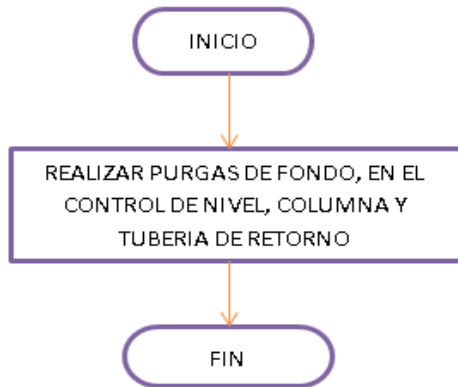 INICIO
REALIZAR PURGAS DE FONDO, EN EL
CONTROL DE NIVEL, COLUMNA Y
TUBERIA DE RETORNO
FIN